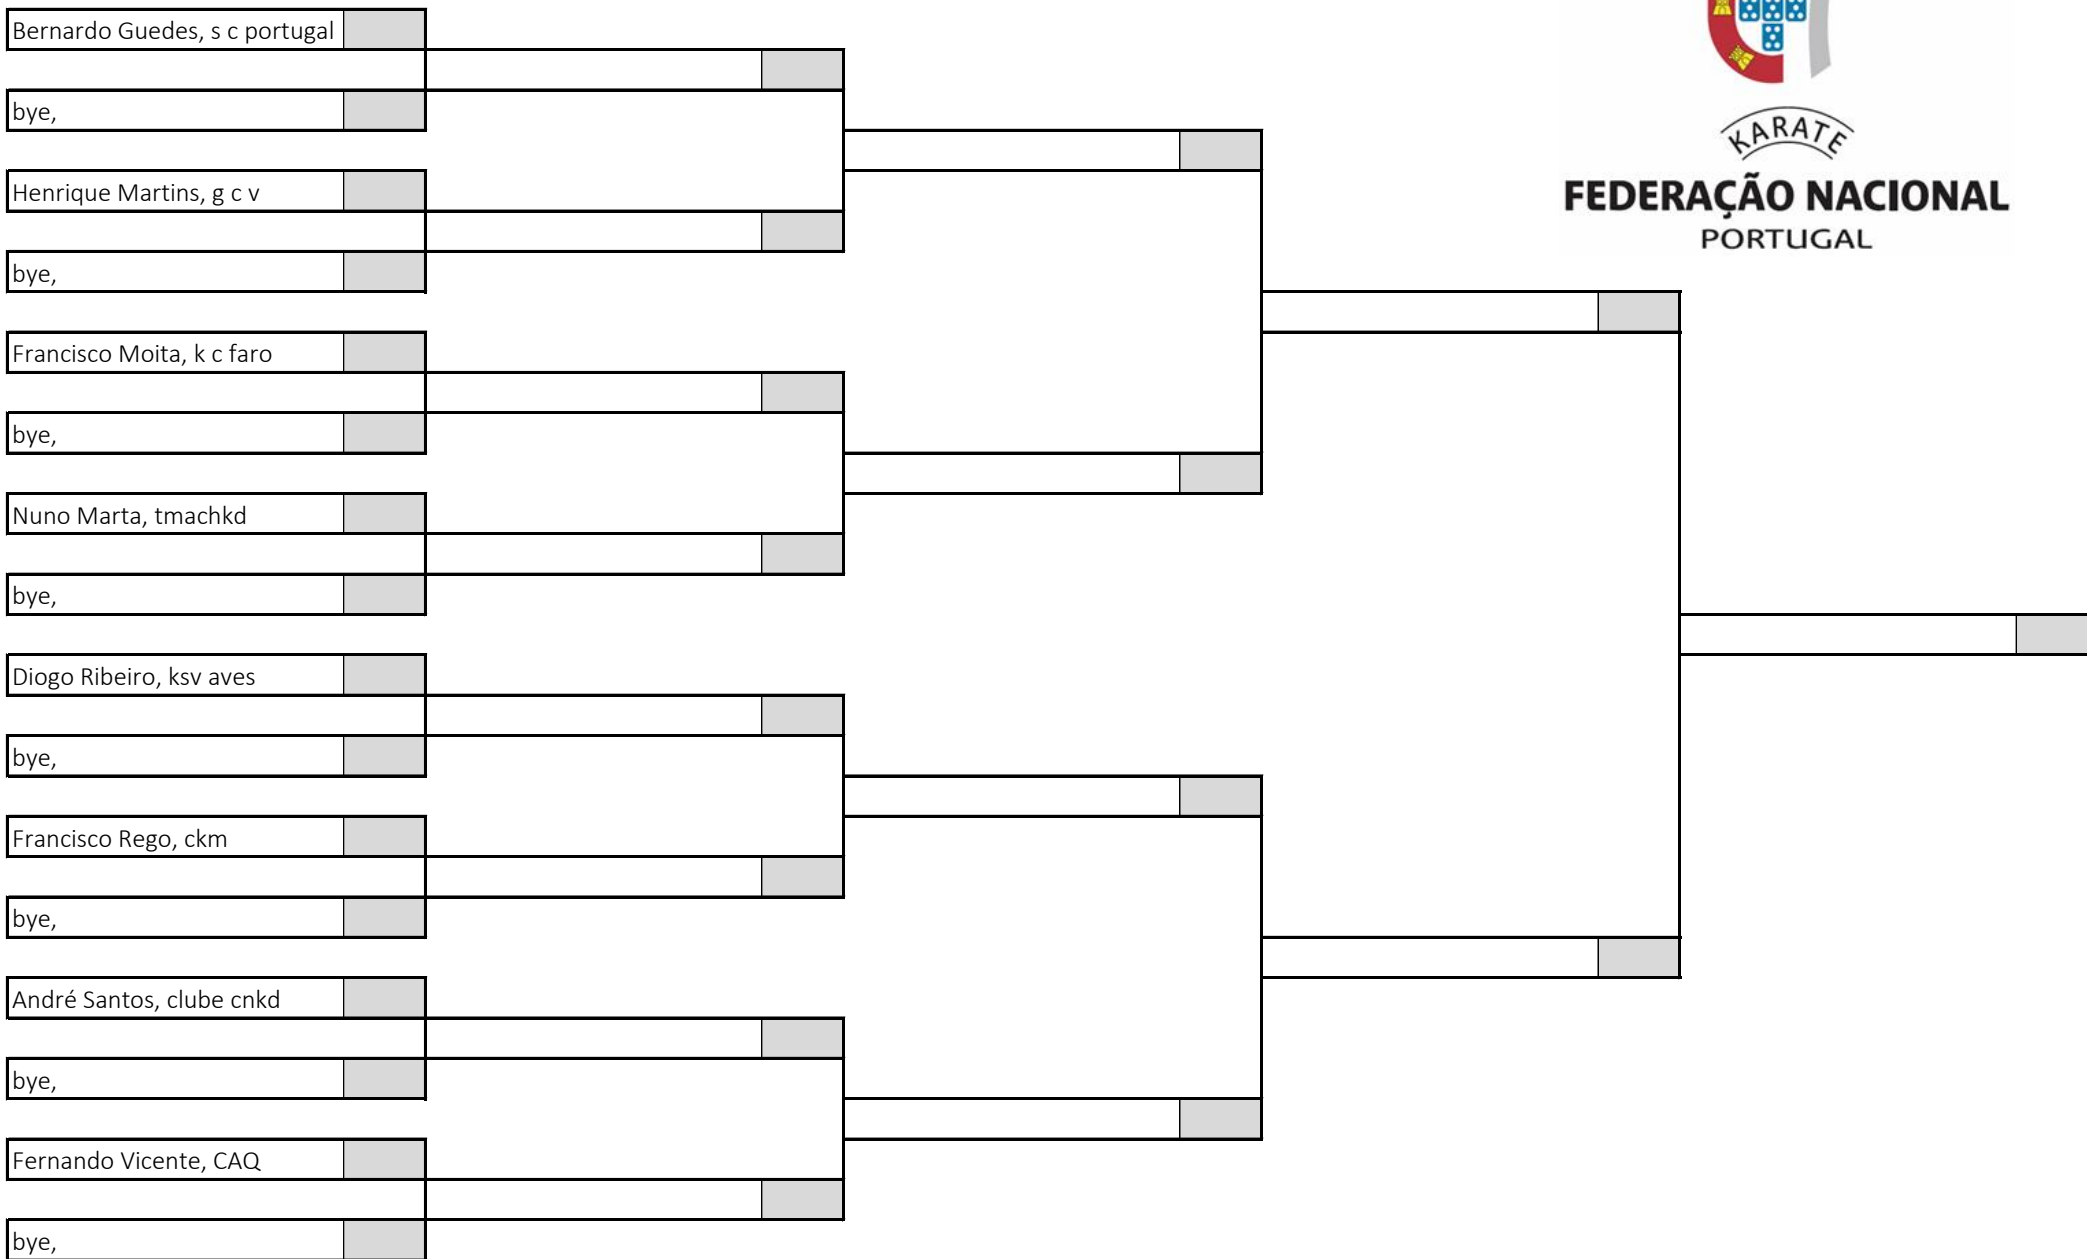 Bernardo Guedes, s c portugal
bye,
Henrique Martins, g c v
bye,
Francisco Moita, k c faro
bye,
Nuno Marta, tmachkd
bye,
Diogo Ribeiro, ksv aves
bye,
Francisco Rego, ckm
bye,
André Santos, clube cnkd
bye,
Fernando Vicente, CAQ
bye,
KARATE
FEDERAÇÃO NACIONAL
PORTUGAL